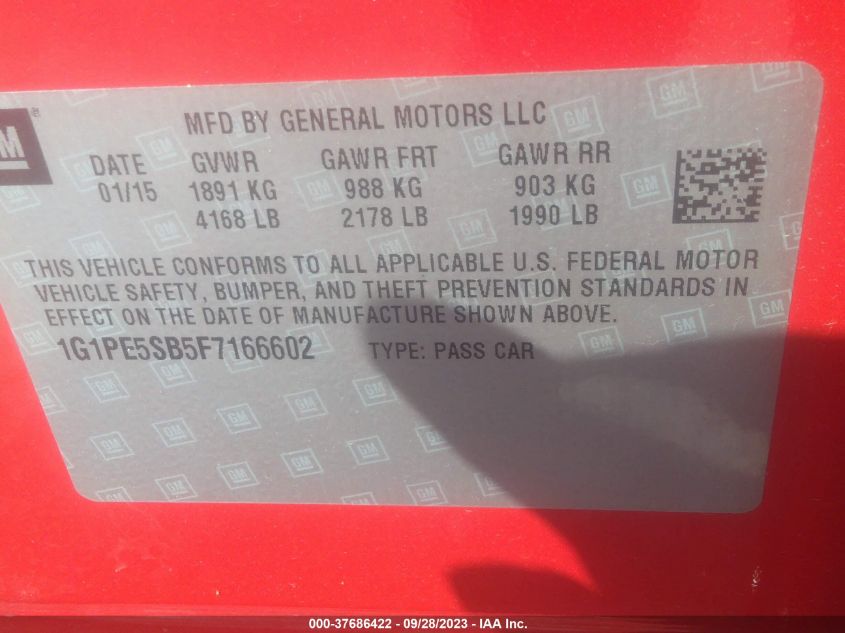 GM
MFD BY GENERAL MOTORS LLC
DATE GVWR GAWR FRT GAWR RR
01/15 1891 KG 988 KG 903 KG
4168 LB 2178 LB 1990 LB
THIS VEHICLE CONFORMS TO ALL APPLICABLE U.S. FEDERAL MOTOR
VEHICLE SAFETY, BUMPER, AND THEFT PREVENTION STANDARDS IN
EFFECT ON THE DATE OF MANUFACTURE SHOWN ABOVE.
1G1PE5SB5F7166602 TYPE: PASS CAR
000-37686422 - 09/28/2023 - IAA Inc.